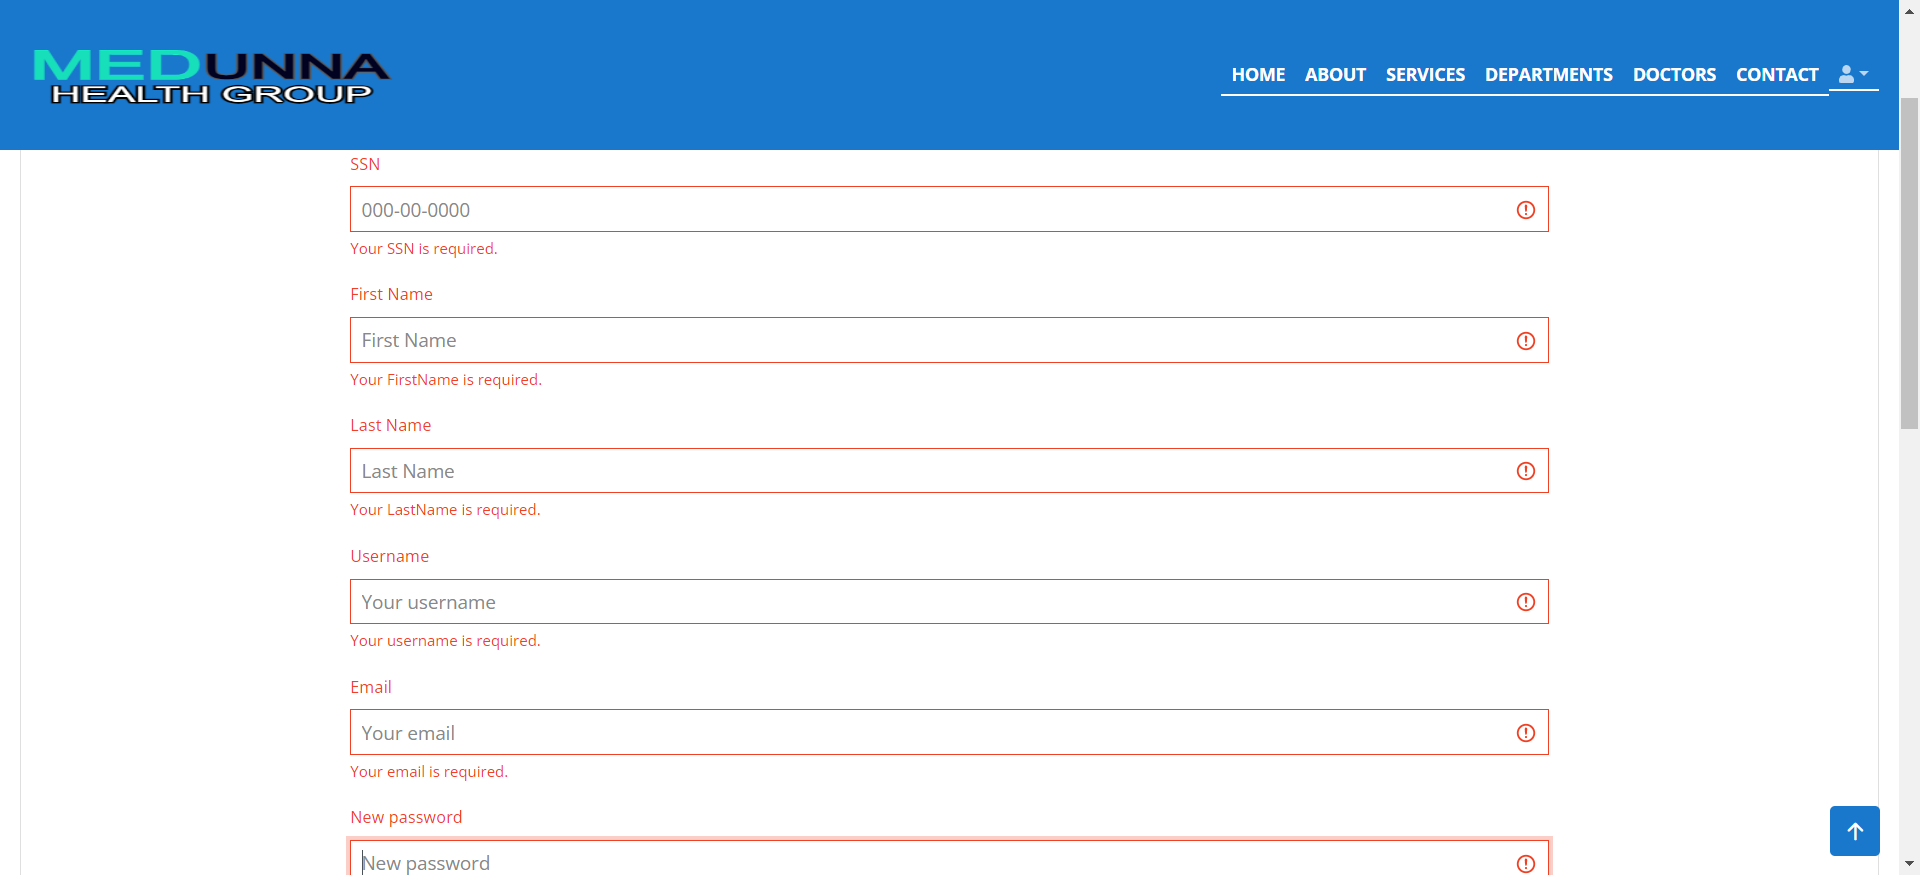 MEDUNNA
HEALTH GROUP
HOME ABOUT SERVICES DEPARTMENTS DOCTORS CONTACT
SSN
000-00-0000
Your SSN is required.
First Name
First Name
Your FirstName is required.
Last Name
Last Name
Your LastName is required.
Username
Your username
Your username is required.
Email
Your email
Your email is required.
New password
New password